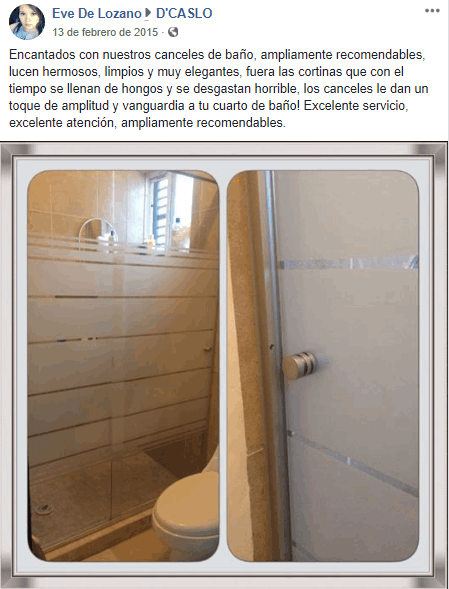 Eve De Lozano ▸ D'CASLO
13 de febrero de 2015 ·
Encantados con nuestros canceles de baño, ampliamente recomendables,
lucen hermosos, limpios y muy elegantes, fuera las cortinas que con el
tiempo se llenan de hongos y se desgastan horrible, los canceles le dan un
toque de amplitud y vanguardia a tu cuarto de baño! Excelente servicio,
excelente atención, ampliamente recomendables.